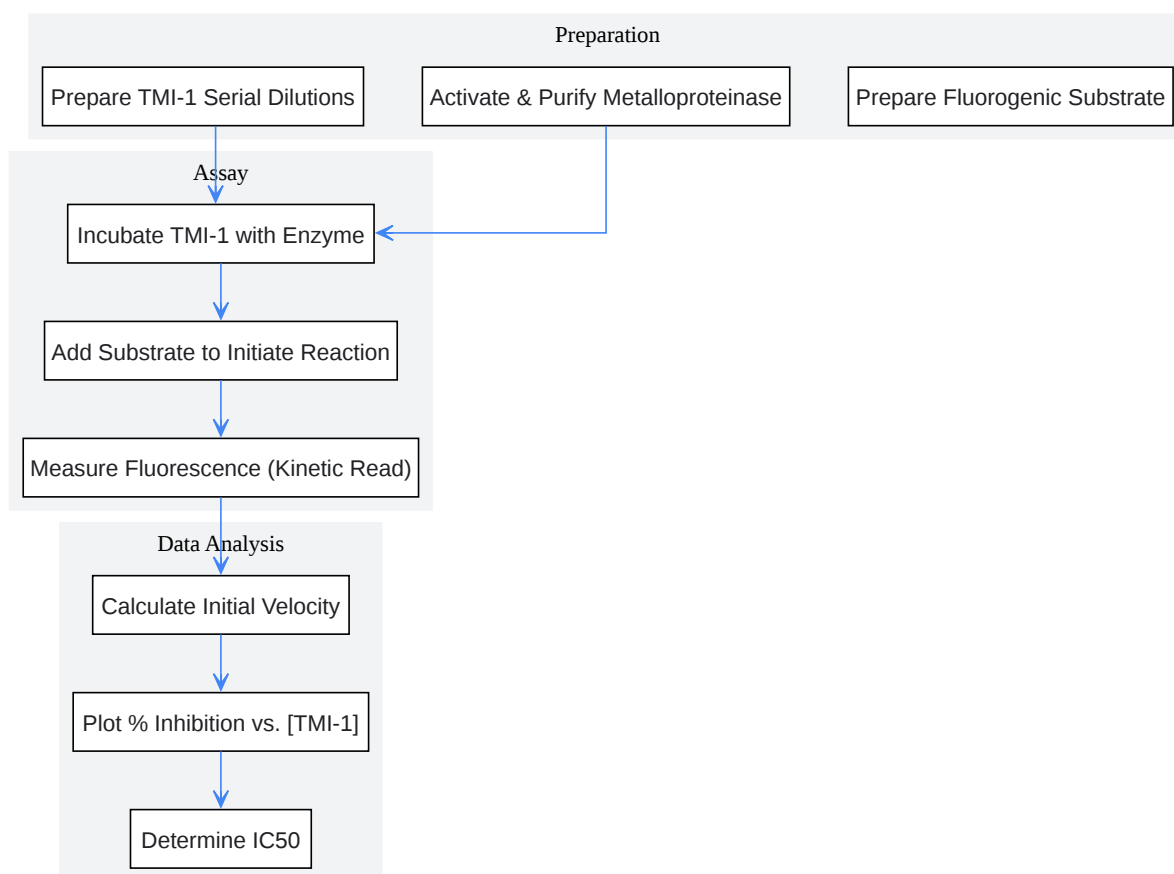 Preparation
Prepare TMI-1 Serial Dilutions
Activate & Purify Metalloproteinase
Prepare Fluorogenic Substrate
Assay
Incubate TMI-1 with Enzyme
Add Substrate to Initiate Reaction
Measure Fluorescence (Kinetic Read)
Data Analysis
Calculate Initial Velocity
Plot % Inhibition vs. [TMI-1]
Determine IC50